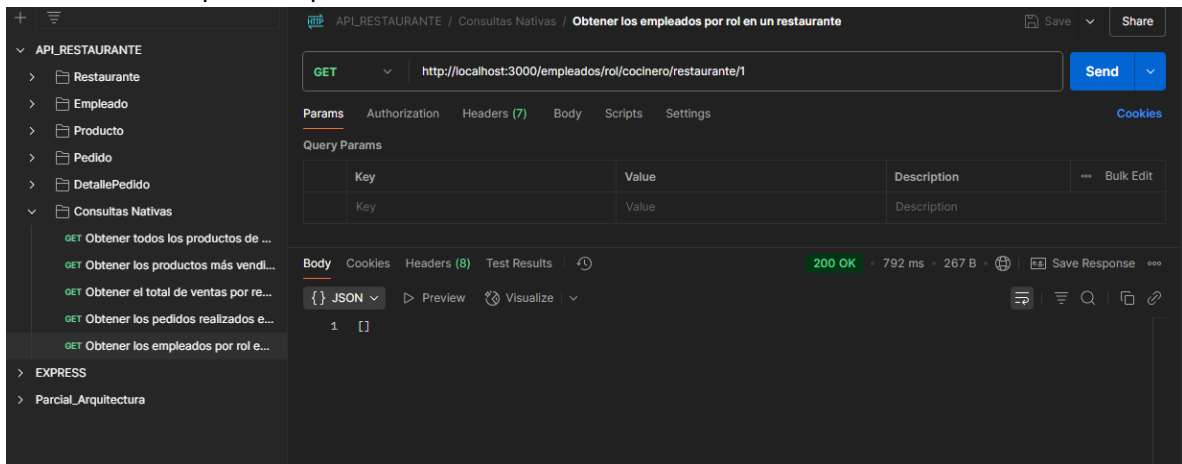 API_RESTAURANTE / Consultas Nativas / Obtener los empleados por rol en un restaurante
Save
Share
API_RESTAURANTE
Restaurante
Empleado
Producto
Pedido
DetallePedido
Consultas Nativas
GET Obtener todos los productos de ...
GET Obtener los productos más vendi...
GET Obtener el total de ventas por re...
GET Obtener los pedidos realizados e...
GET Obtener los empleados por rol e...
EXPRESS
Parcial_Arquitectura
GET http://localhost:3000/empleados/rol/cocinero/restaurante/1 Send
Params Authorization Headers (7) Body Scripts Settings Cookies
Query Params
Key Value Description Bulk Edit
Key Value Description
Body Cookies Headers (8) Test Results 200 OK 792 ms 267 B Save Response
{} JSON Preview Visualize
1 []